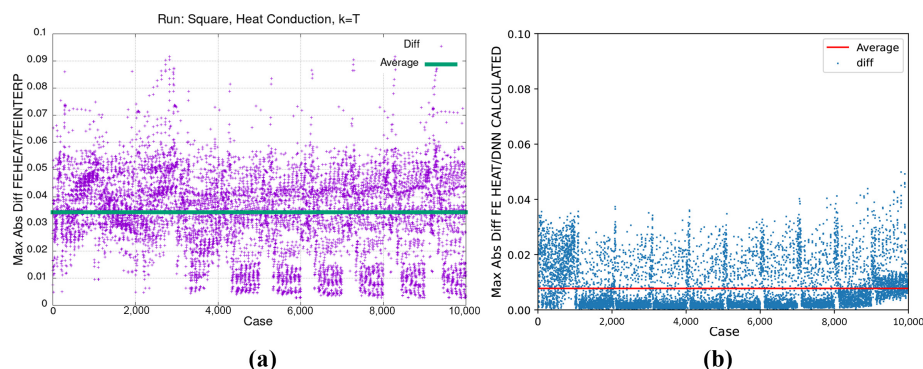 Run: Square, Heat Conduction, k=T
Max Abs Diff FEHEAT/FEINTERP
0.1
0.09
0.08
0.07
0.06
0.05
0.04
0.03
0.02
0.01
0
Diff
Average
0 2,000 4,000 6,000 8,000 10,000
Case
(a)
Max Abs Diff FE HEAT/DNN CALCULATED
0.10
0.08
0.06
0.04
0.02
0.00
Average
diff
0 2,000 4,000 6,000 8,000 10,000
Case
(b)